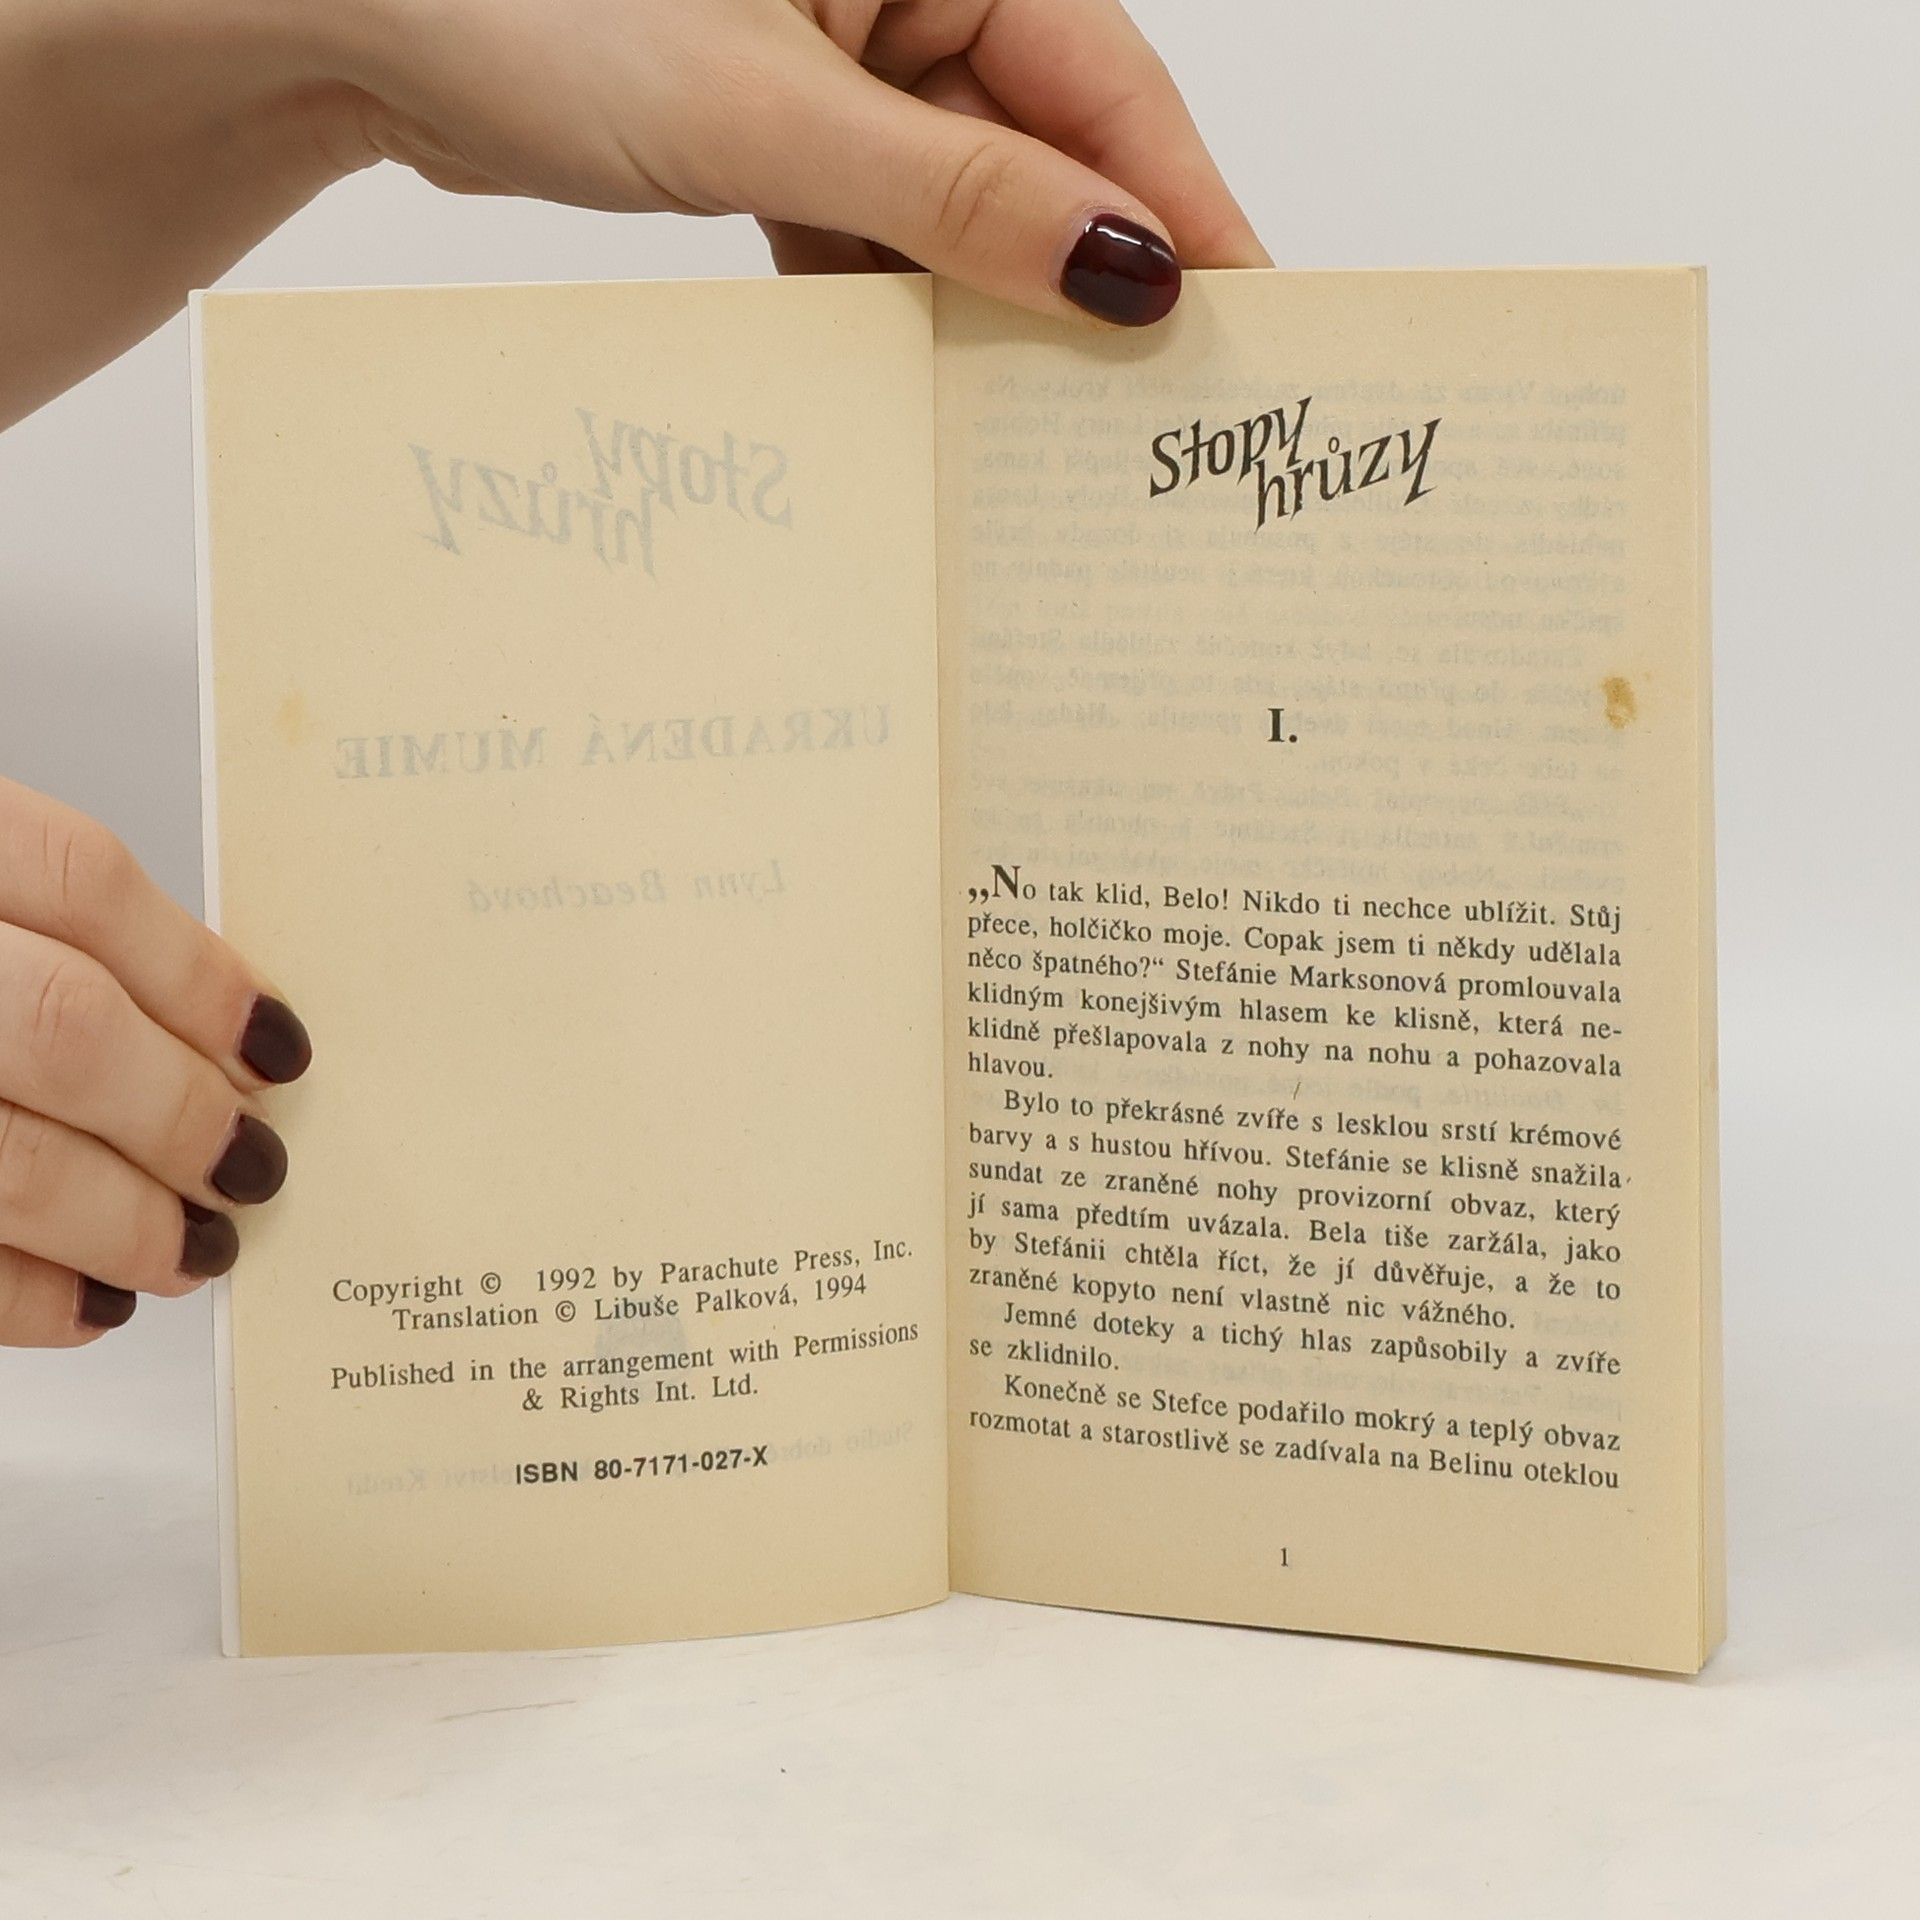 Stopy
hrůzy
UKRADENÁ MUMIE
Lynn Beachová
Copyright © 1992 by Parachute Press, Inc.
Translation © Libuše Palková, 1994
Published in the arrangement with Permissions
& Rights Int. Ltd.
ISBN 80-7171-027-X
Stopy
hrůzy
I.
„No tak klid, Belo! Nikdo ti nechce ublížit. Stůj
přece, holčičko moje. Copak jsem ti někdy udělala
něco špatného?“ Stefánie Marksonová promlouvala
klidným konejšivým hlasem ke klisně, která ne-
klidně přešlapovala z nohy na nohu a pohazovala
hlavou.
Bylo to překrásné zvíře s lesklou srstí krémové
barvy a s hustou hřívou. Stefánie se klisně snažila
sundat ze zraněné nohy provizorní obvaz, který
jí sama předtím uvázala. Bela tiše zaržála, jako
by Stefánii chtěla říct, že jí důvěřuje, a že to
zraněné kopyto není vlastně nic vážného.
Jemné doteky a tichý hlas zapůsobily a zvíře
se zklidnilo.
Konečně se Stefce podařilo mokrý a teplý obvaz
rozmotat a starostlivě se zadívala na Belinu oteklou
1